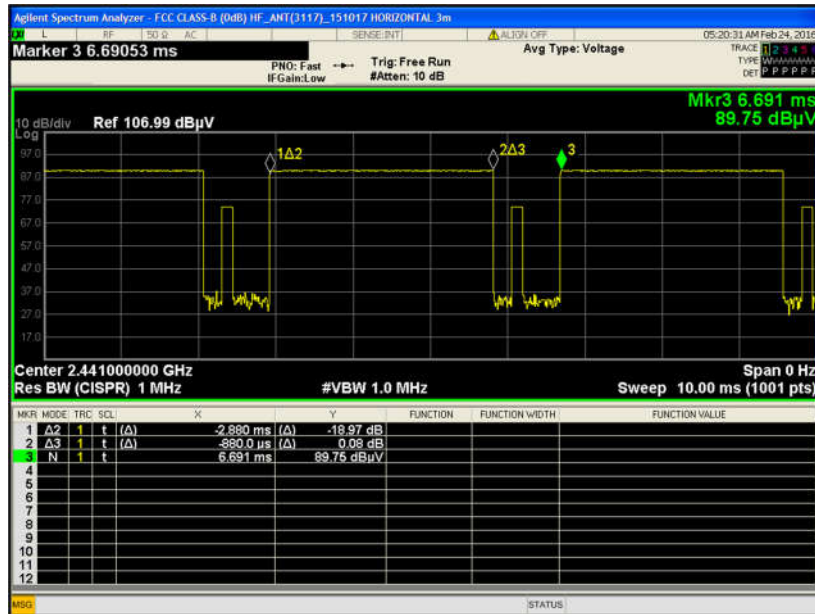 Agilent Spectrum Analyzer - FCC CLASS-B (0dB) HF_ANT(3117)_151017 HORIZONTAL 3m
L RF 50 Ω AC SENSE:INT ALIGN OFF 05:20:31 AM Feb 24, 2016
Marker 3 6.69053 ms Avg Type: Voltage TRACE 1 2 3 4 5
PNO: Fast Trig: Free Run TYPE
IFGain:Low #Atten: 10 dB DET P P P P P
Mkr3 6.691 ms
10 dB/div Ref 106.99 dBµV 89.75 dBµV
Log
97.0
1Δ2 2Δ3 3
87.0
77.0
67.0
57.0
47.0
37.0
27.0
17.0
Center 2.441000000 GHz Span 0 Hz
Res BW (CISPR) 1 MHz #VBW 1.0 MHz Sweep 10.00 ms (1001 pts)
MKR MODE TRC SCL X Y FUNCTION FUNCTION WIDTH FUNCTION VALUE
1 Δ2 1 t (Δ) -2.880 ms (Δ) -18.97 dB
2 Δ3 1 t (Δ) -880.0 µs (Δ) 0.08 dB
3 N 1 t 6.691 ms 89.75 dBµV
4
5
6
7
8
9
10
11
12
MSG STATUS